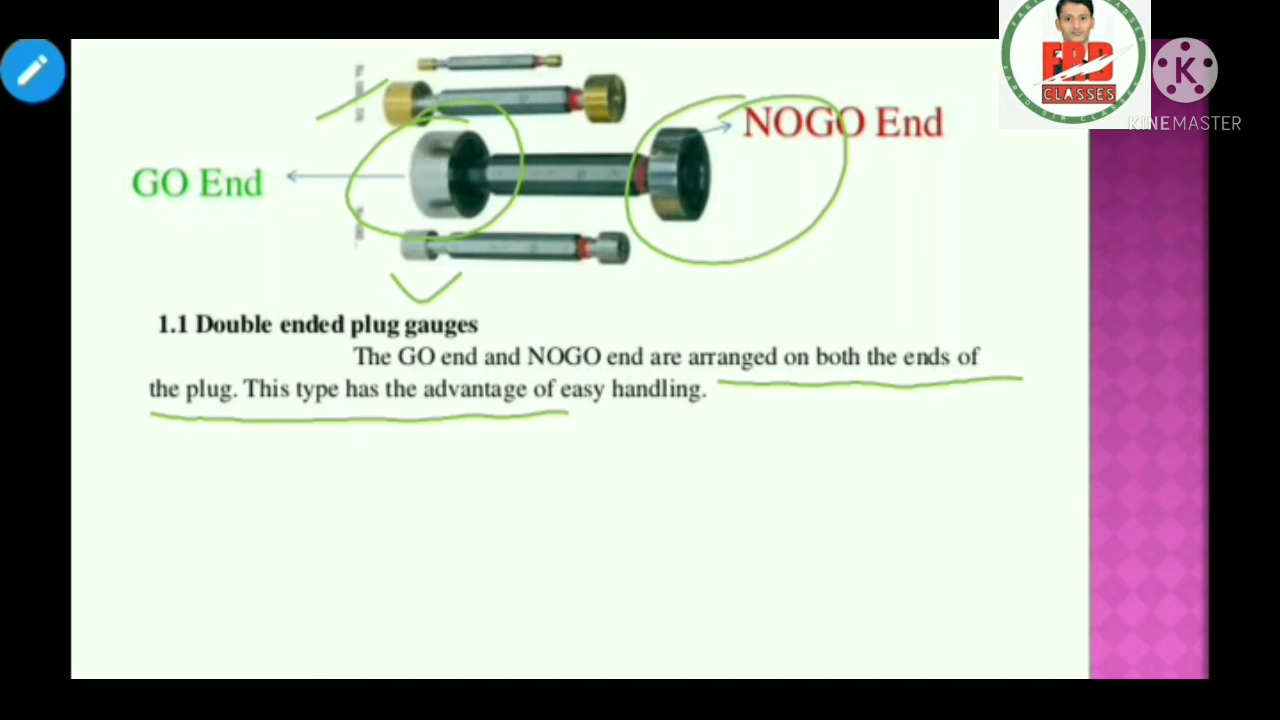 FRD
CLASSES
KINEMASTER
NOGO End
GO End
1.1 Double ended plug gauges
The GO end and NOGO end are arranged on both the ends of
the plug. This type has the advantage of easy handling.